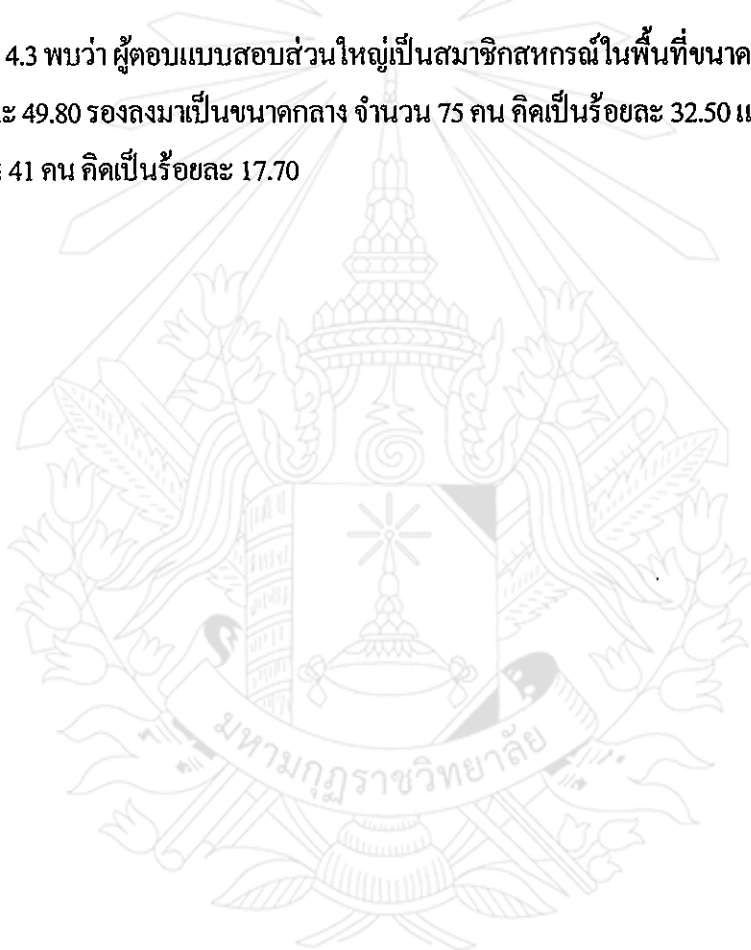 4.3 พบว่า ผู้ตอบแบบสอบส่วนใหญ่เป็นสมาชิกสหกรณ์ในพื้นที่ขนาด
ะ 49.80 รองลงมาเป็นขนาดกลาง จำนวน 75 คน คิดเป็นร้อยละ 32.50 แ
41 คน คิดเป็นร้อยละ 17.70
มหามกุฏราชวิทยาลัย